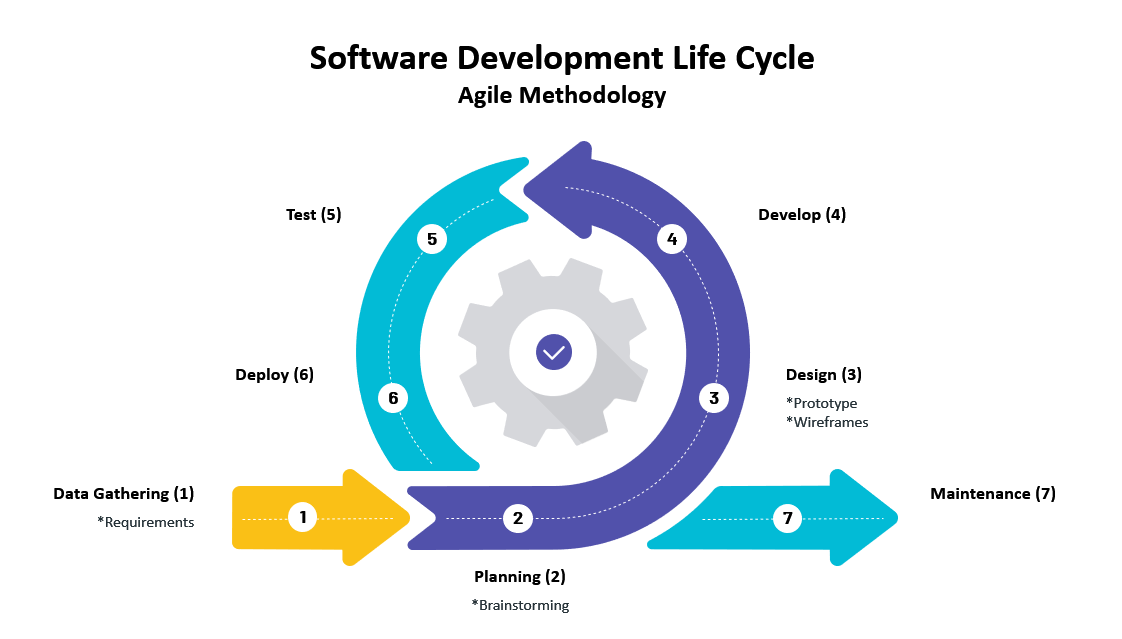 Software Development Life Cycle
Agile Methodology
Test (5)
Develop (4)
5
4
Deploy (6)
Design (3)
*Prototype
*Wireframes
6
3
Data Gathering (1)
*Requirements
Maintenance (7)
1
2
7
Planning (2)
*Brainstorming